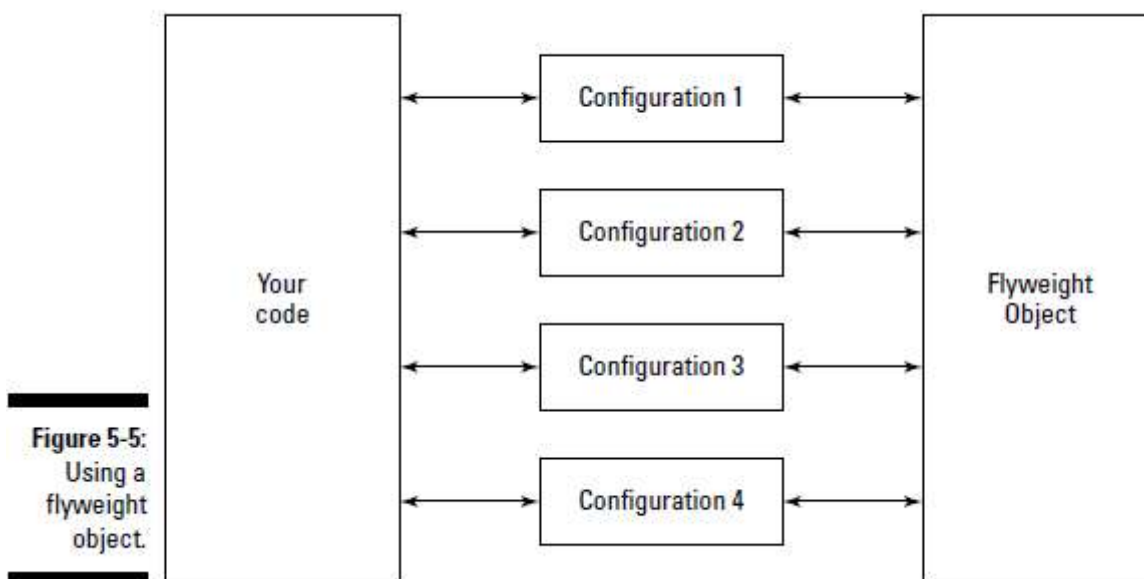 Configuration 1
Configuration 2
Your
code
Flyweight
Object
Configuration 3
Configuration 4
Figure 5-5:
Using a
flyweight
object.